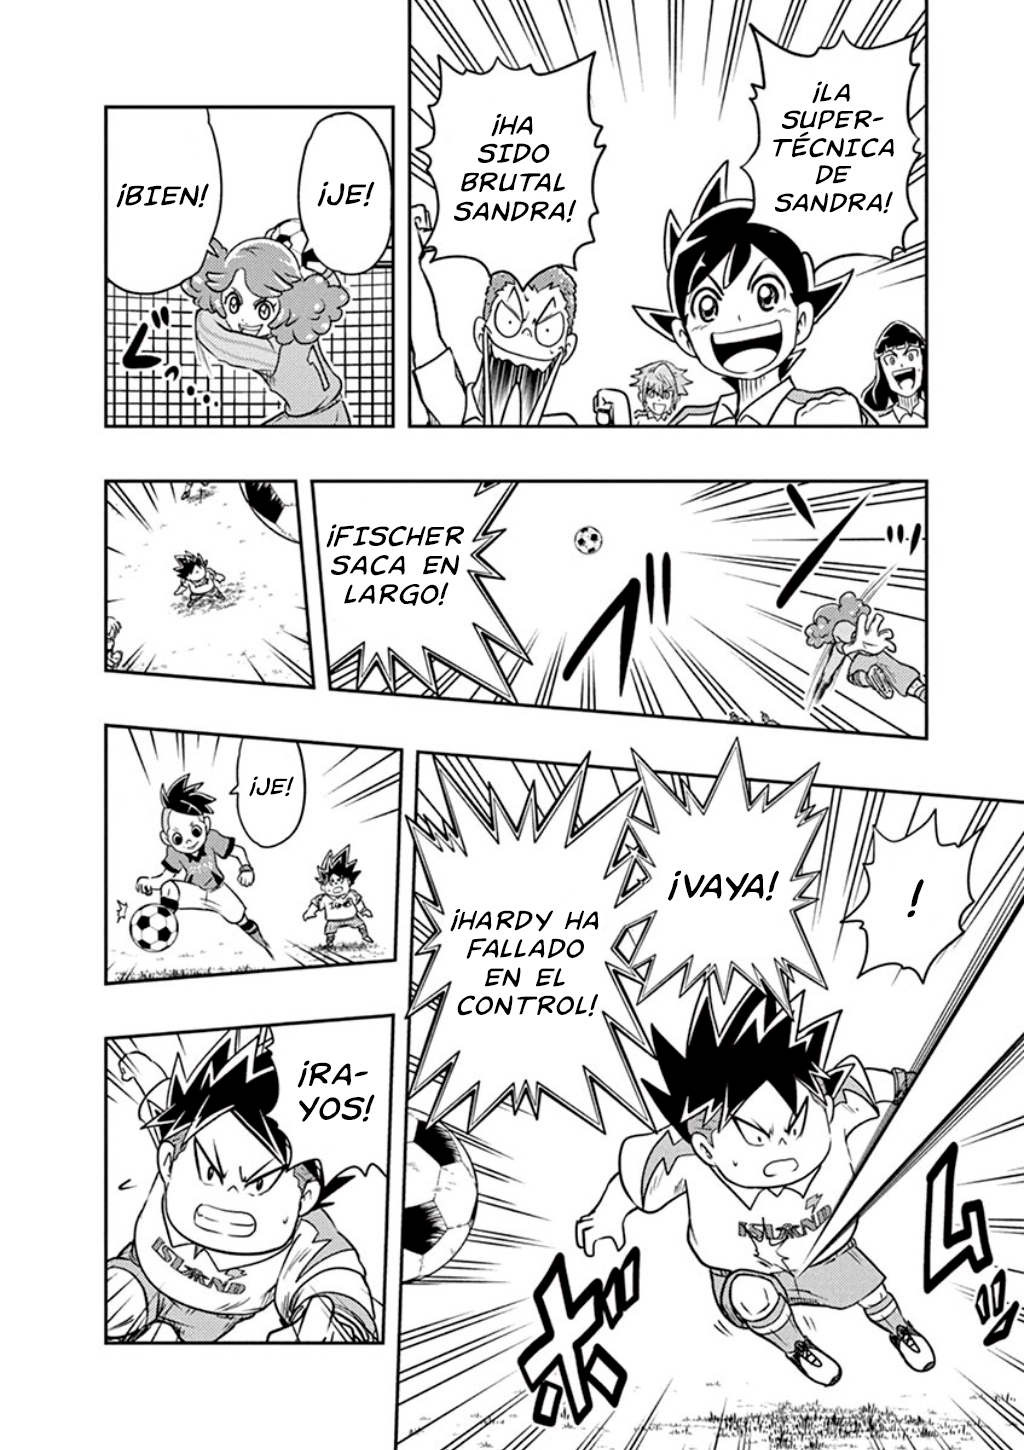 ¡LA
SUPER-
TÉCNICA
DE
SANDRA!
¡HA
SIDO
BRUTAL
SANDRA!
¡JE!
¡BIEN!
¡FISCHER
SACA EN
LARGO!
!
¡VAYA!
¡HARDY HA
FALLADO
EN EL
CONTROL!
ISLAND
¡JE!
¡RA-
YOS!
ISLAND